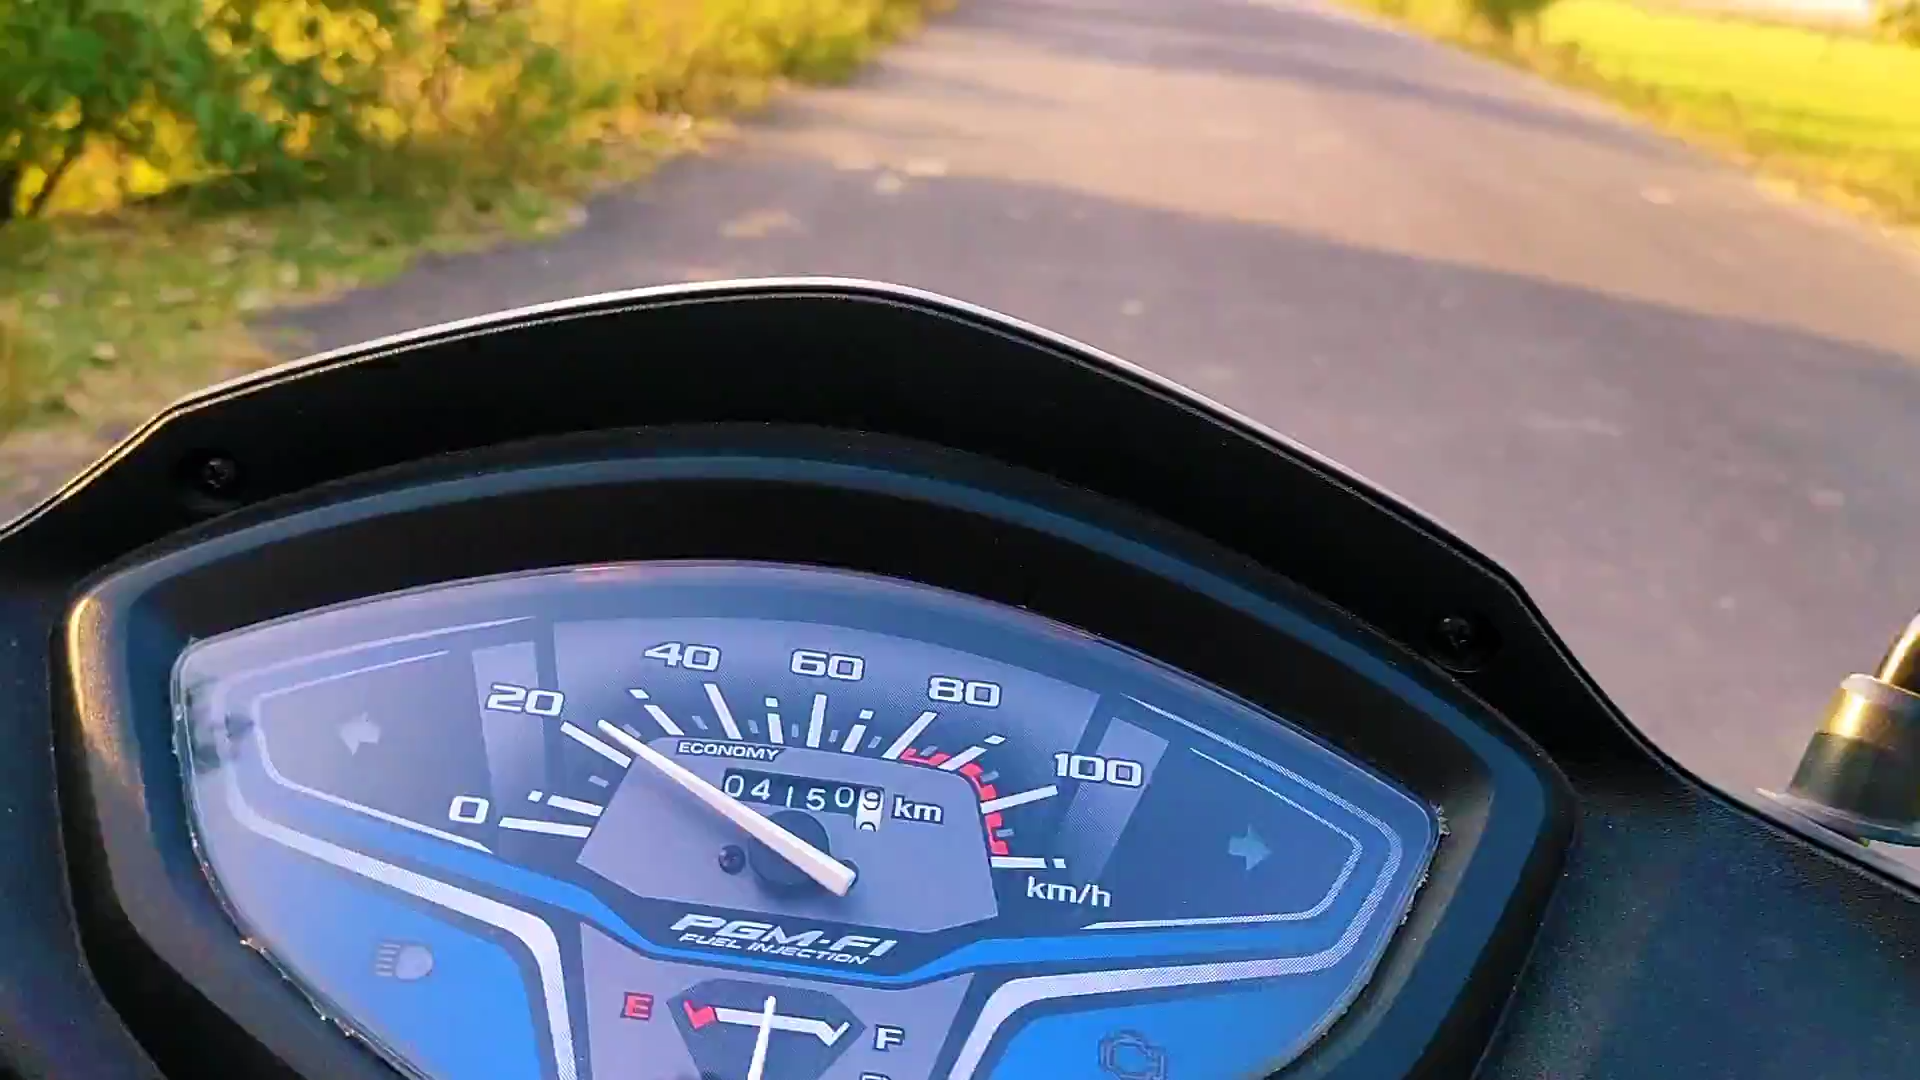 0 20 40 60 80 100
ECONOMY
041509 km
km/h
PGM-FI
FUEL INJECTION
E F